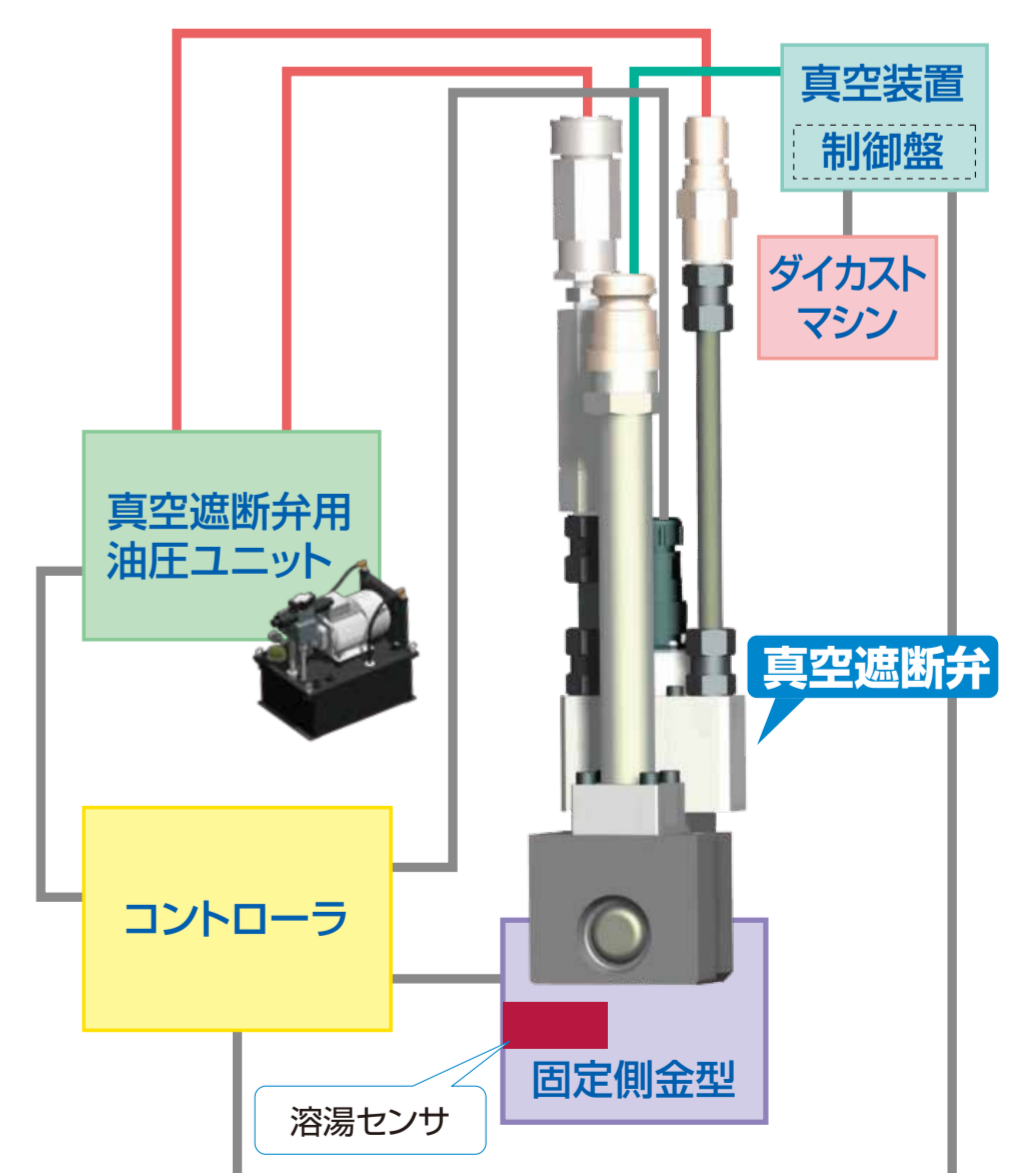 真空装置
制御盤
ダイカスト
マシン
真空遮断弁用
油圧ユニット
真空遮断弁
コントローラ
固定側金型
溶湯センサ